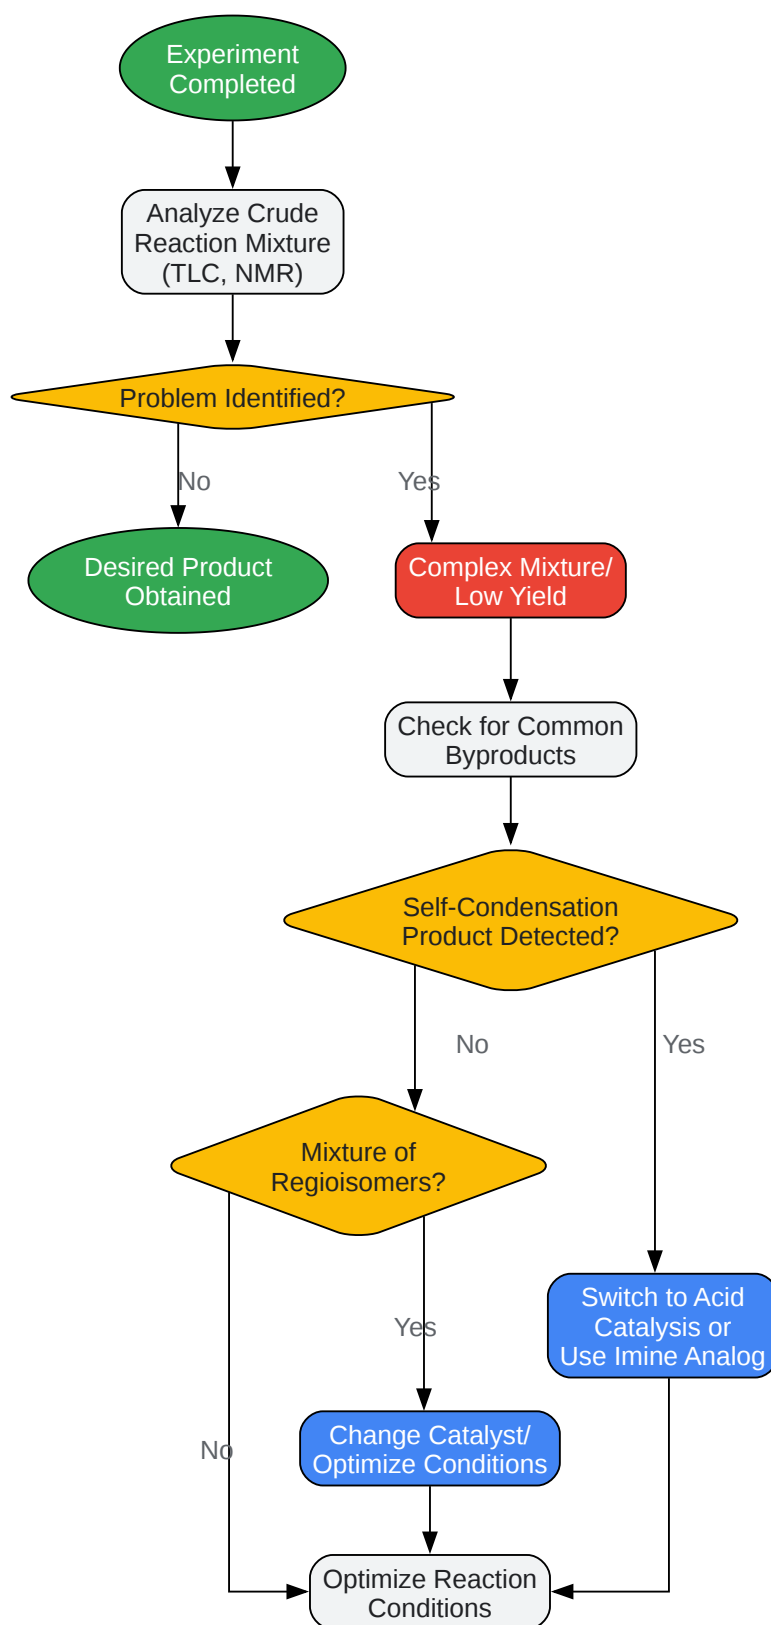 Experiment
Completed
Analyze Crude
Reaction Mixture
(TLC, NMR)
Problem Identified?
No
Yes
Desired Product
Obtained
Complex Mixture/
Low Yield
Check for Common
Byproducts
Self-Condensation
Product Detected?
No
Yes
Mixture of
Regioisomers?
Switch to Acid
Catalysis or
Use Imine Analog
Yes
No
Change Catalyst/
Optimize Conditions
Optimize Reaction
Conditions